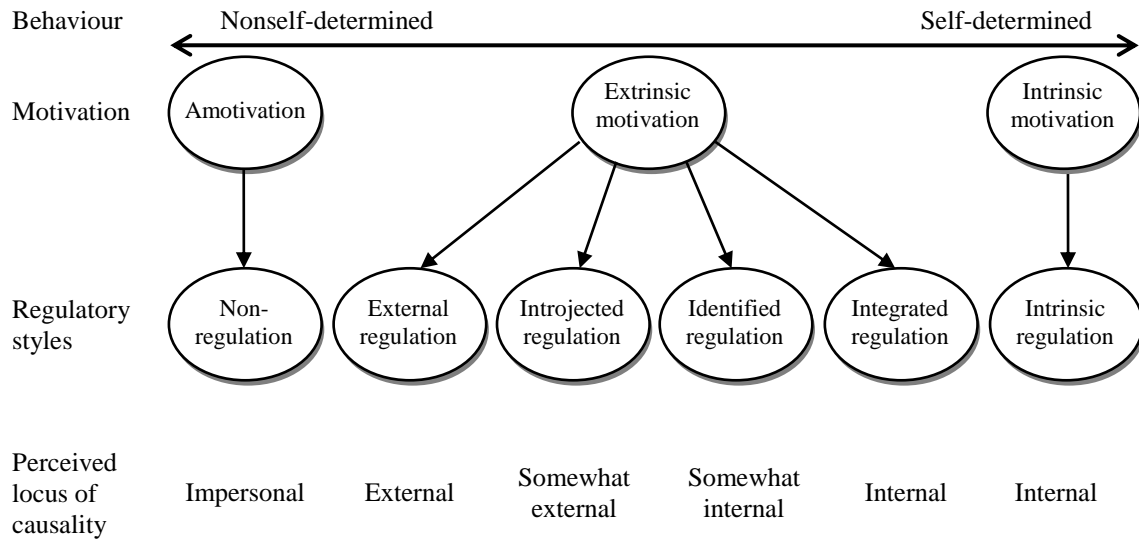 Behaviour
Nonself-determined
Self-determined
Motivation
Amotivation
Extrinsic
motivation
Intrinsic
motivation
Regulatory
styles
Non-
regulation
External
regulation
Introjected
regulation
Identified
regulation
Integrated
regulation
Intrinsic
regulation
Perceived
locus of
causality
Impersonal
External
Somewhat
external
Somewhat
internal
Internal
Internal